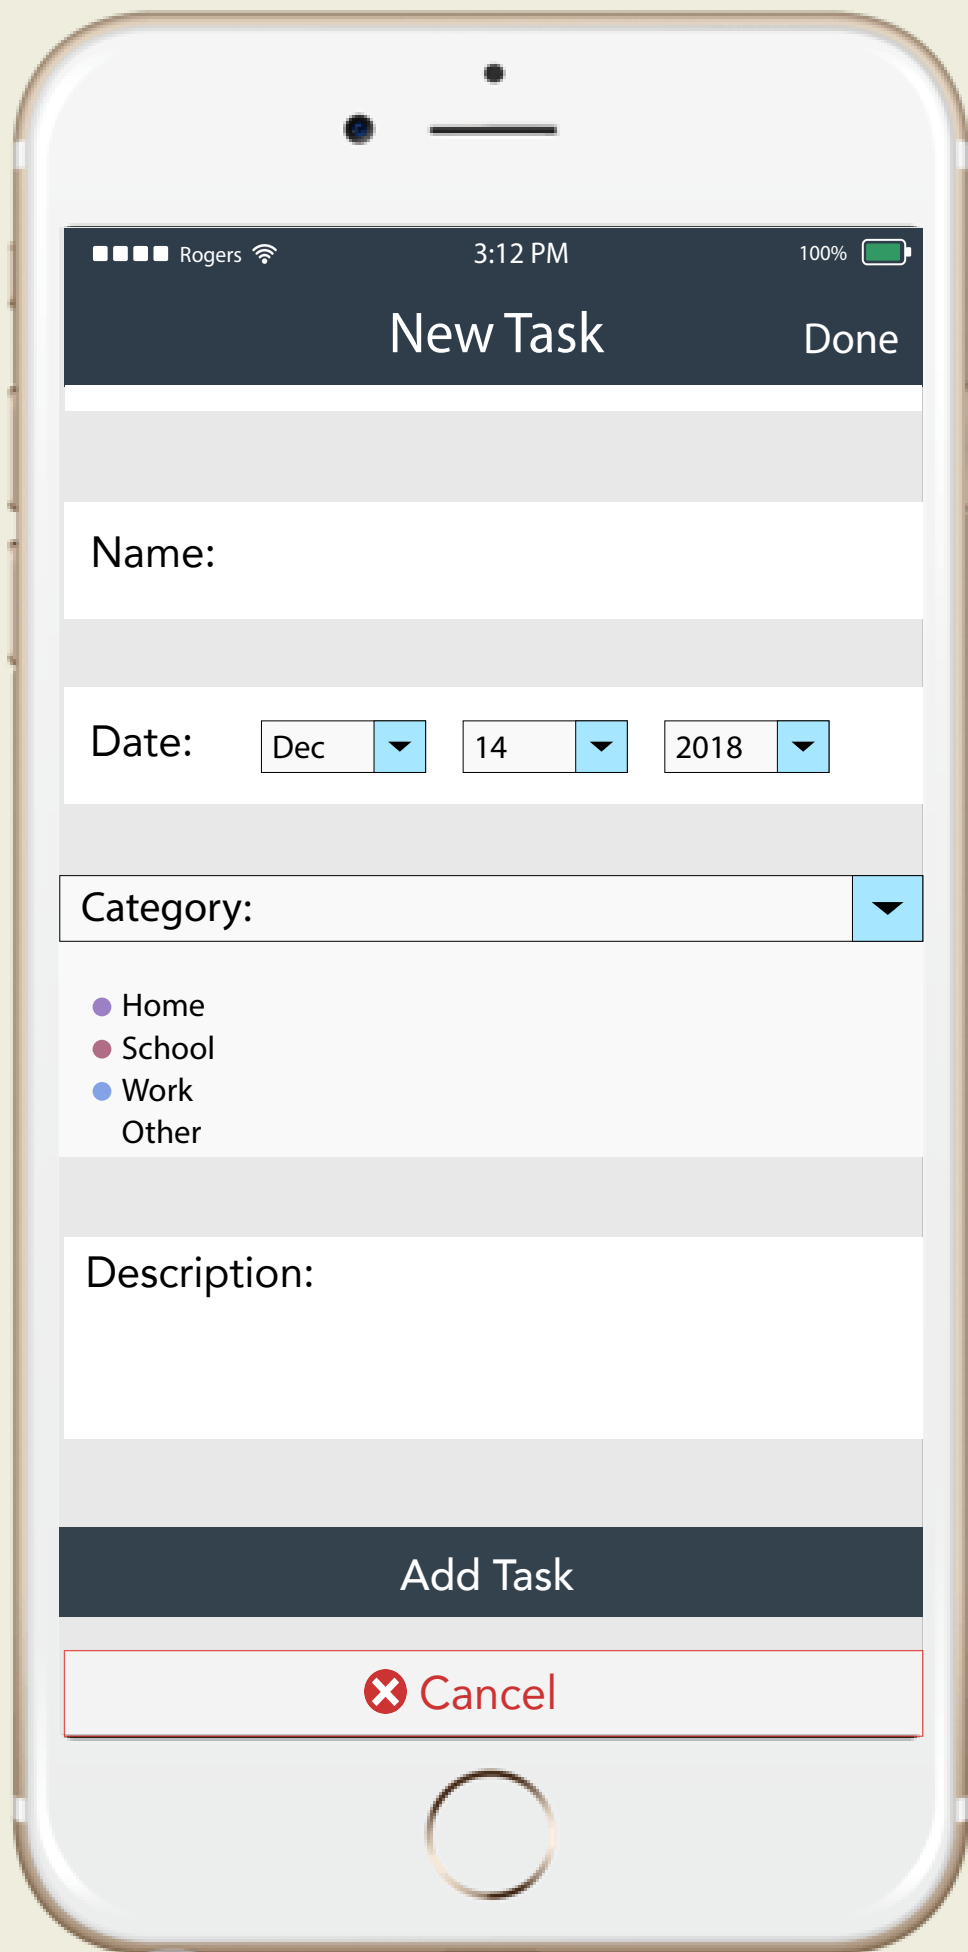 Rogers 3:12 PM 100%
New Task Done
Name:
Date: Dec 14 2018
Category:
Home
School
Work
Other
Description:
Add Task
Cancel